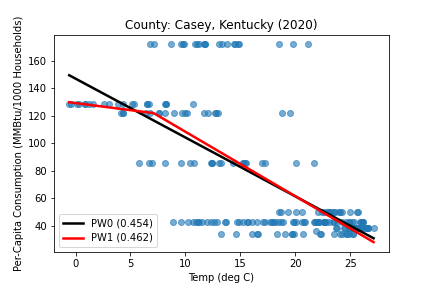 County: Casey, Kentucky (2020)
Per-Capita Consumption (MMBtu/1000 Households)
160
140
120
100
80
60
40
PW0 (0.454)
PW1 (0.462)
0
5
10
15
20
25
Temp (deg C)